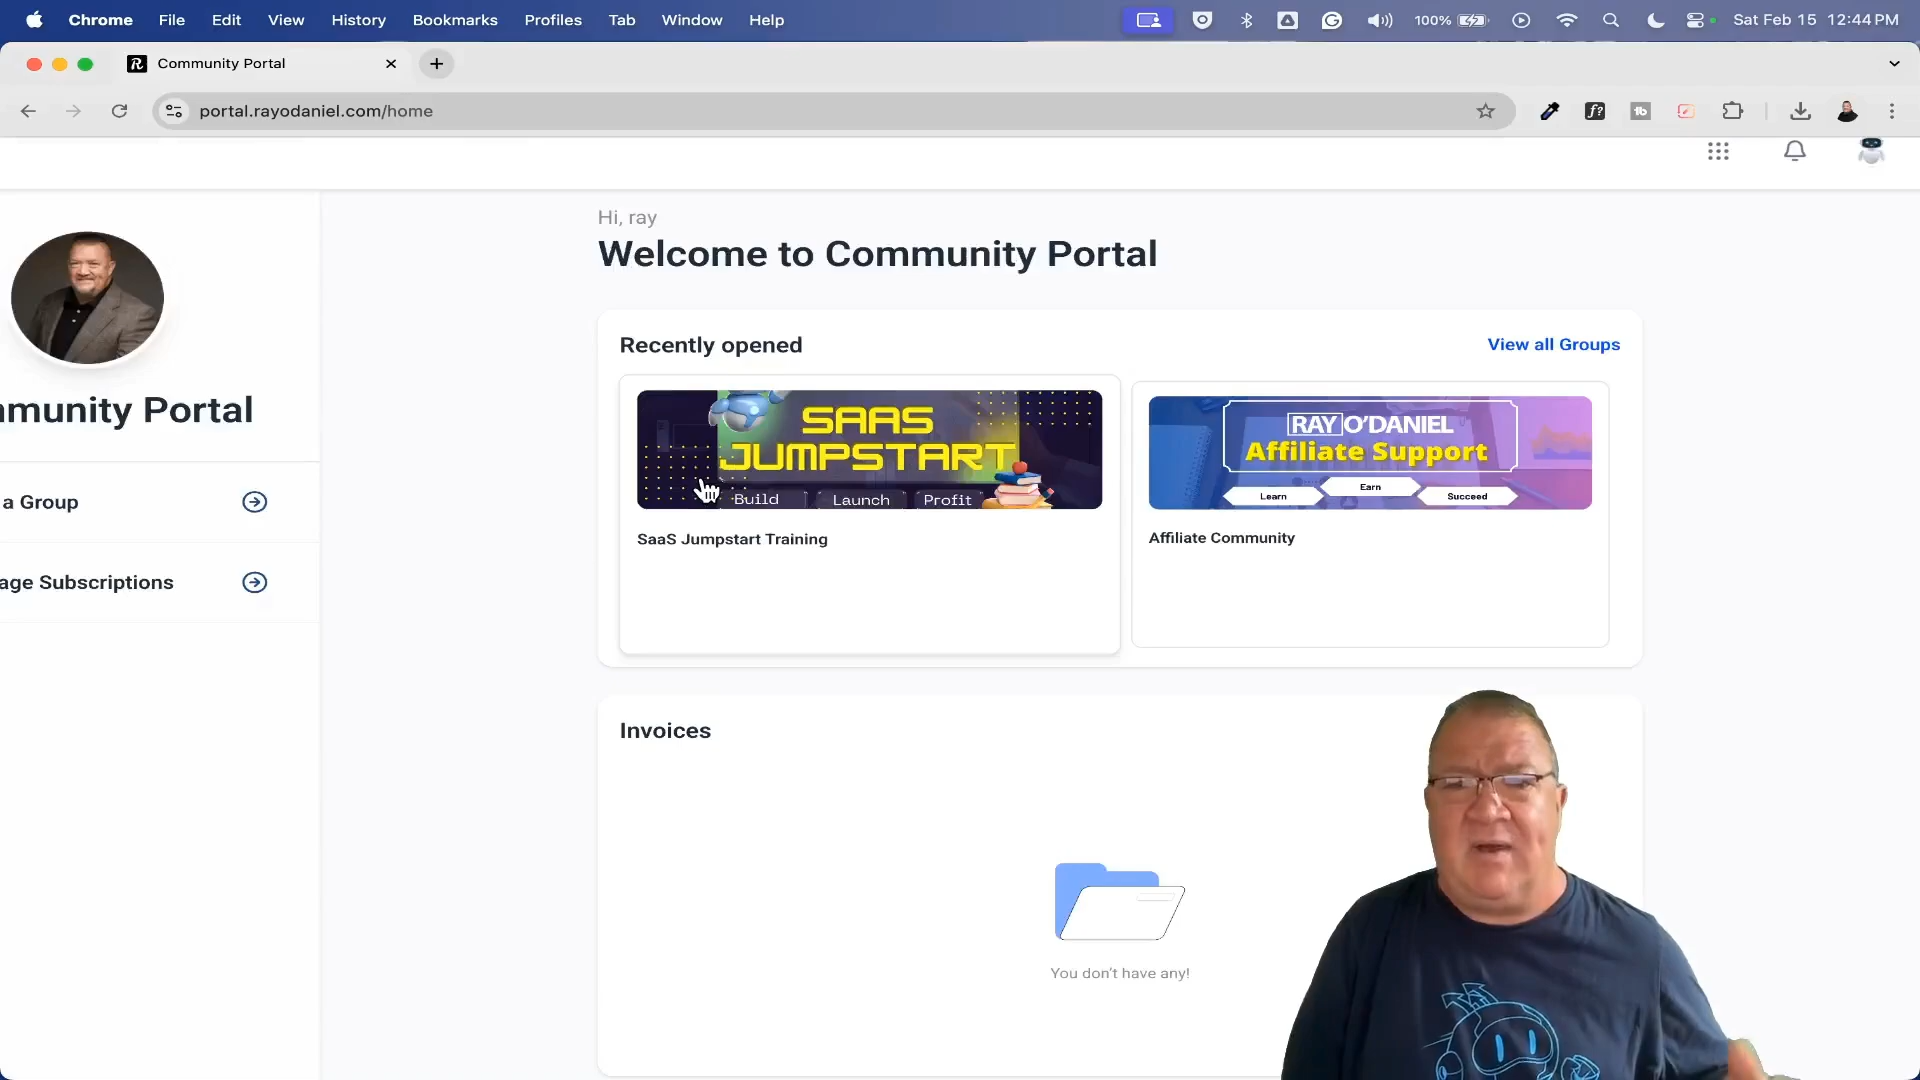 Chrome File Edit View History Bookmarks Profiles Tab Window Help 100% Sat Feb 15 12:44 PM
Community Portal
portal.rayodaniel.com/home
Hi, ray
Welcome to Community Portal
mmunity Portal
a Group
age Subscriptions
Recently opened
View all Groups
SAAS
JUMPSTART
Build Launch Profit
SaaS Jumpstart Training
RAY O'DANIEL
Affiliate Support
Learn Earn Succeed
Affiliate Community
Invoices
You don't have any!